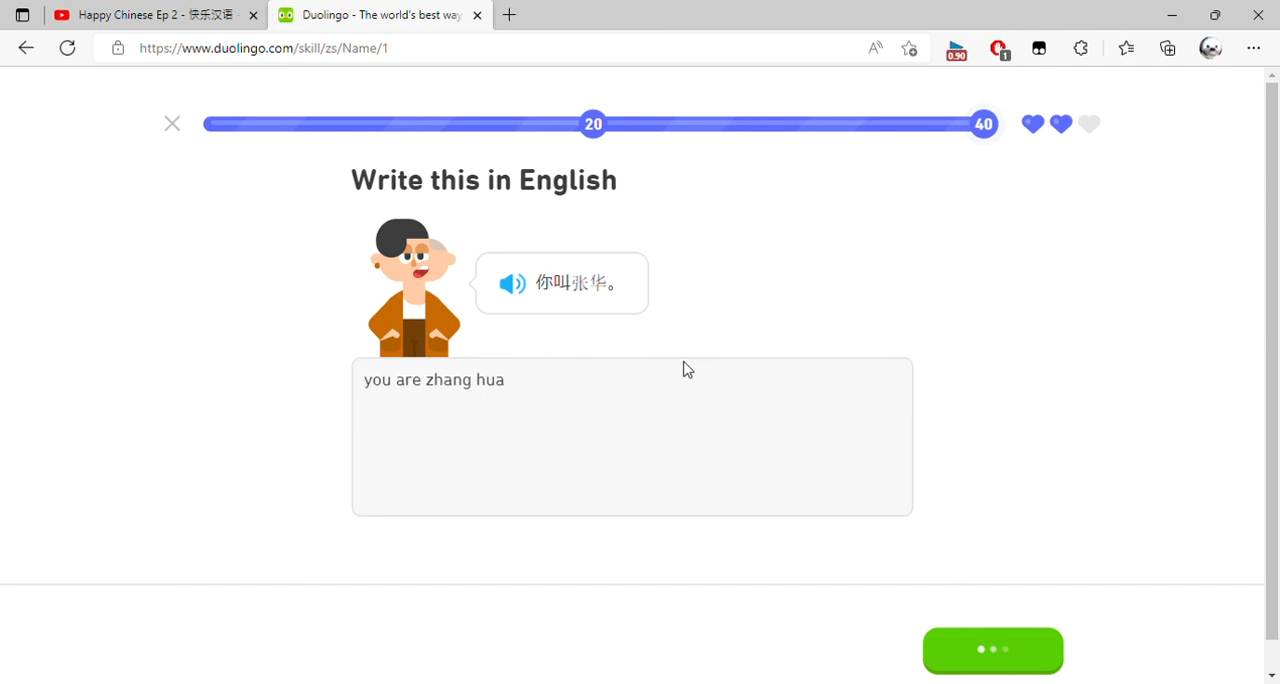 Happy Chinese Ep 2 - 快乐汉语 -
Duolingo - The world's best way
https://www.duolingo.com/skill/zs/Name/1
0.90
1
20
40
Write this in English
你叫张华。
you are zhang hua